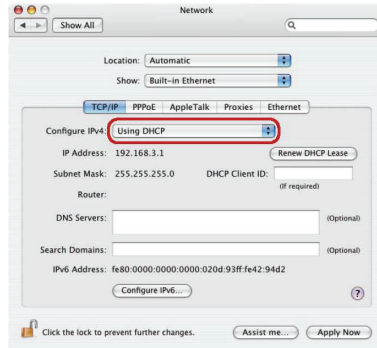 Network
Show All
Location: Automatic
Show: Built-in Ethernet
TCP/IP PPPoE AppleTalk Proxies Ethernet
Configure IPv4: Using DHCP
IP Address: 192.168.3.1 Renew DHCP Lease
Subnet Mask: 255.255.255.0 DHCP Client ID:
(If required)
Router:
DNS Servers: (Optional)
Search Domains: (Optional)
IPv6 Address: fe80:0000:0000:0000:020d:93ff:fe42:94d2
Configure IPv6...
?
Click the lock to prevent further changes. Assist me... Apply Now